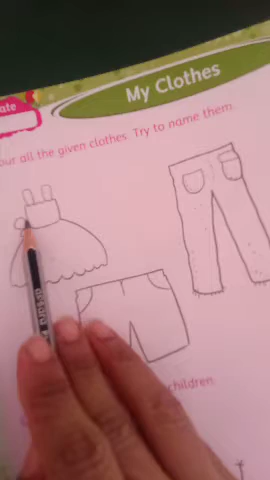 ate
My Clothes
our all the given clothes. Try to name them.
children.